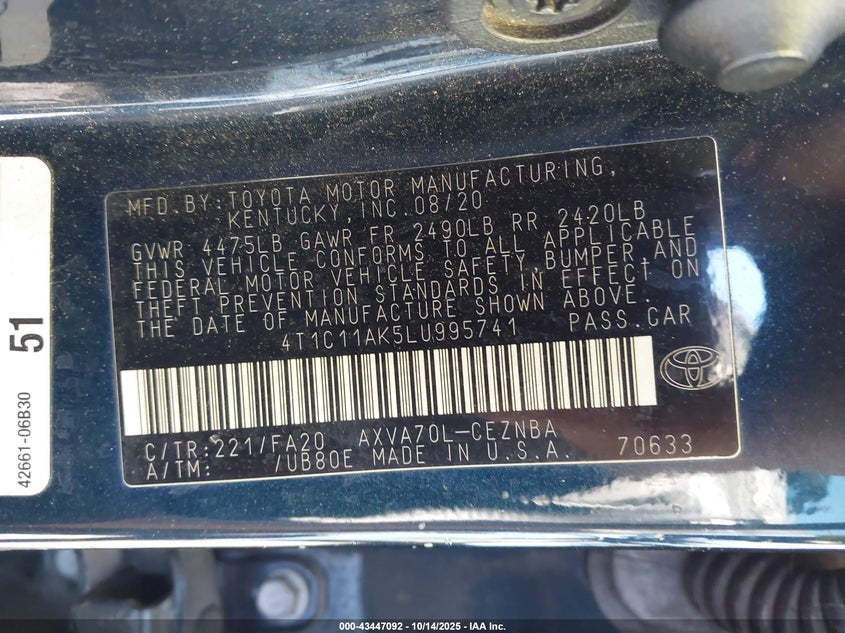 MFD. BY: TOYOTA MOTOR MANUFACTURING,
KENTUCKY, INC. 08/20
GVWR 4475LB GAWR FR 2490LB RR 2420LB
THIS VEHICLE CONFORMS TO ALL APPLICABLE
FEDERAL MOTOR VEHICLE SAFETY, BUMPER AND
THEFT PREVENTION STANDARDS IN EFFECT ON
THE DATE OF MANUFACTURE SHOWN ABOVE.
4T1C11AK5LU995741 PASS.CAR
C/TR:221/FA20 AXVA70L-CEZNBA 70633
A/TM: /UB80E MADE IN U.S.A.
51
42661-06B30
000-43447092 | 10/14/2025 - IAA Inc.